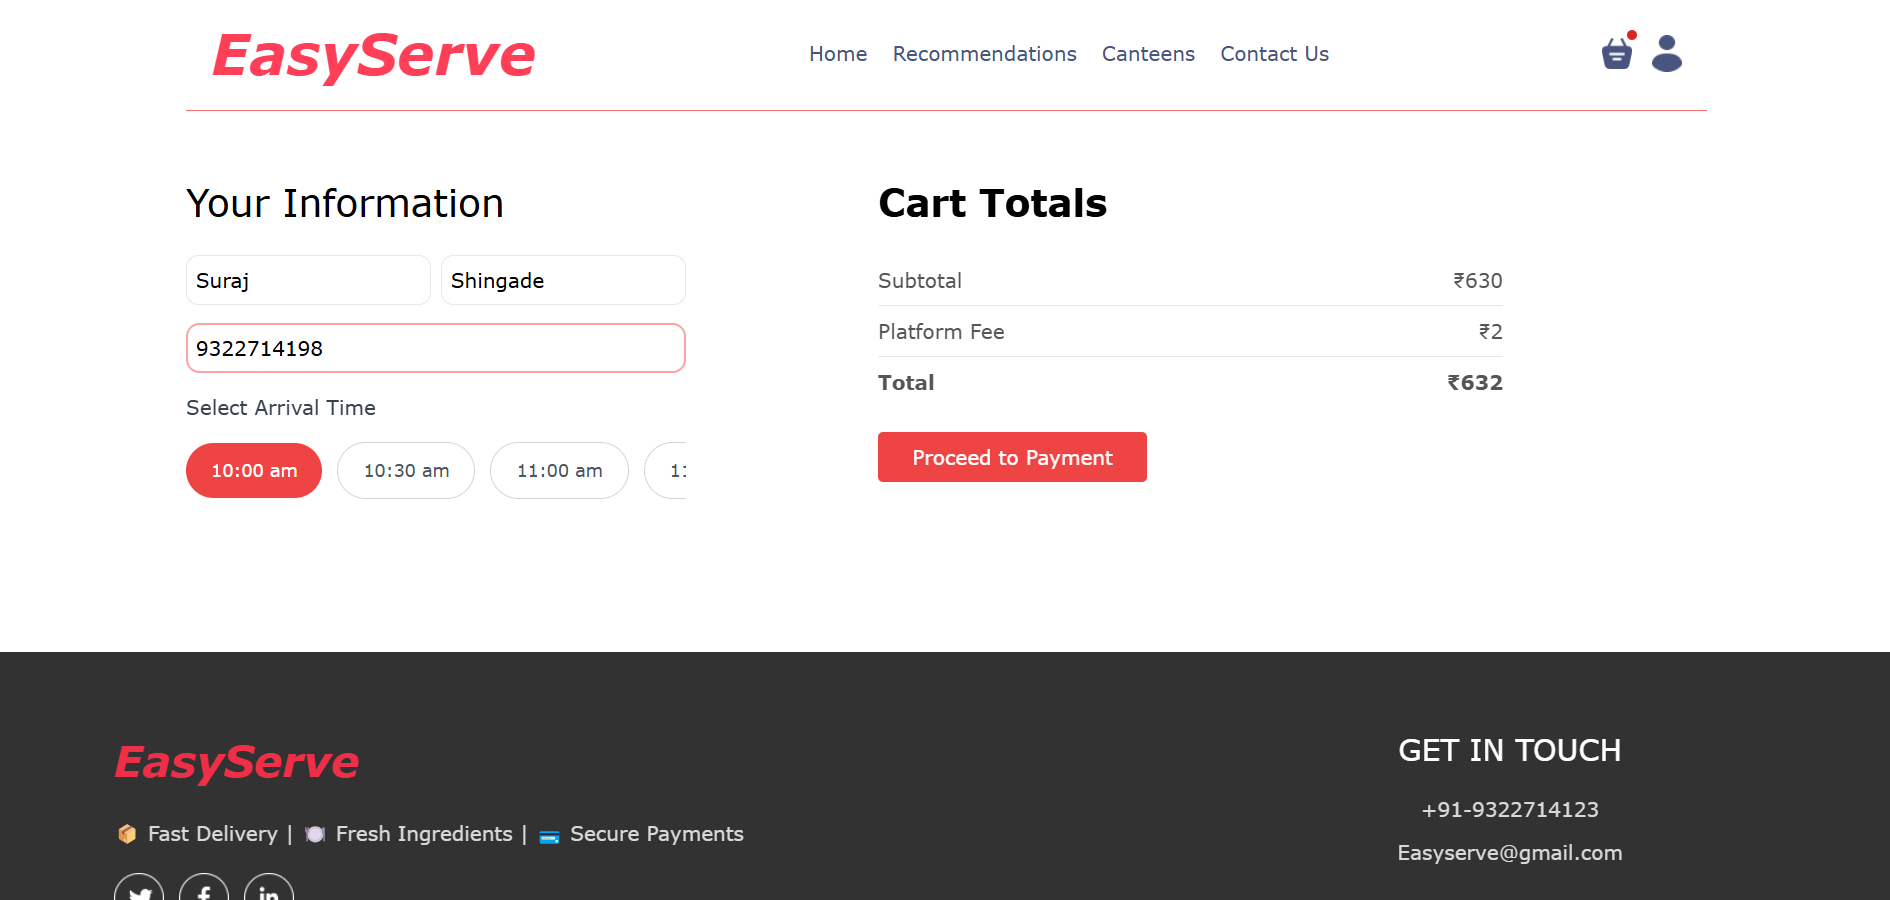 EasyServe
Home Recommendations Canteens Contact Us
Your Information
Suraj Shingade
9322714198
Select Arrival Time
10:00 am 10:30 am 11:00 am
Cart Totals
Subtotal ₹630
Platform Fee ₹2
Total ₹632
Proceed to Payment
EasyServe
Fast Delivery | Fresh Ingredients | Secure Payments
GET IN TOUCH
+91-9322714123
Easyserve@gmail.com